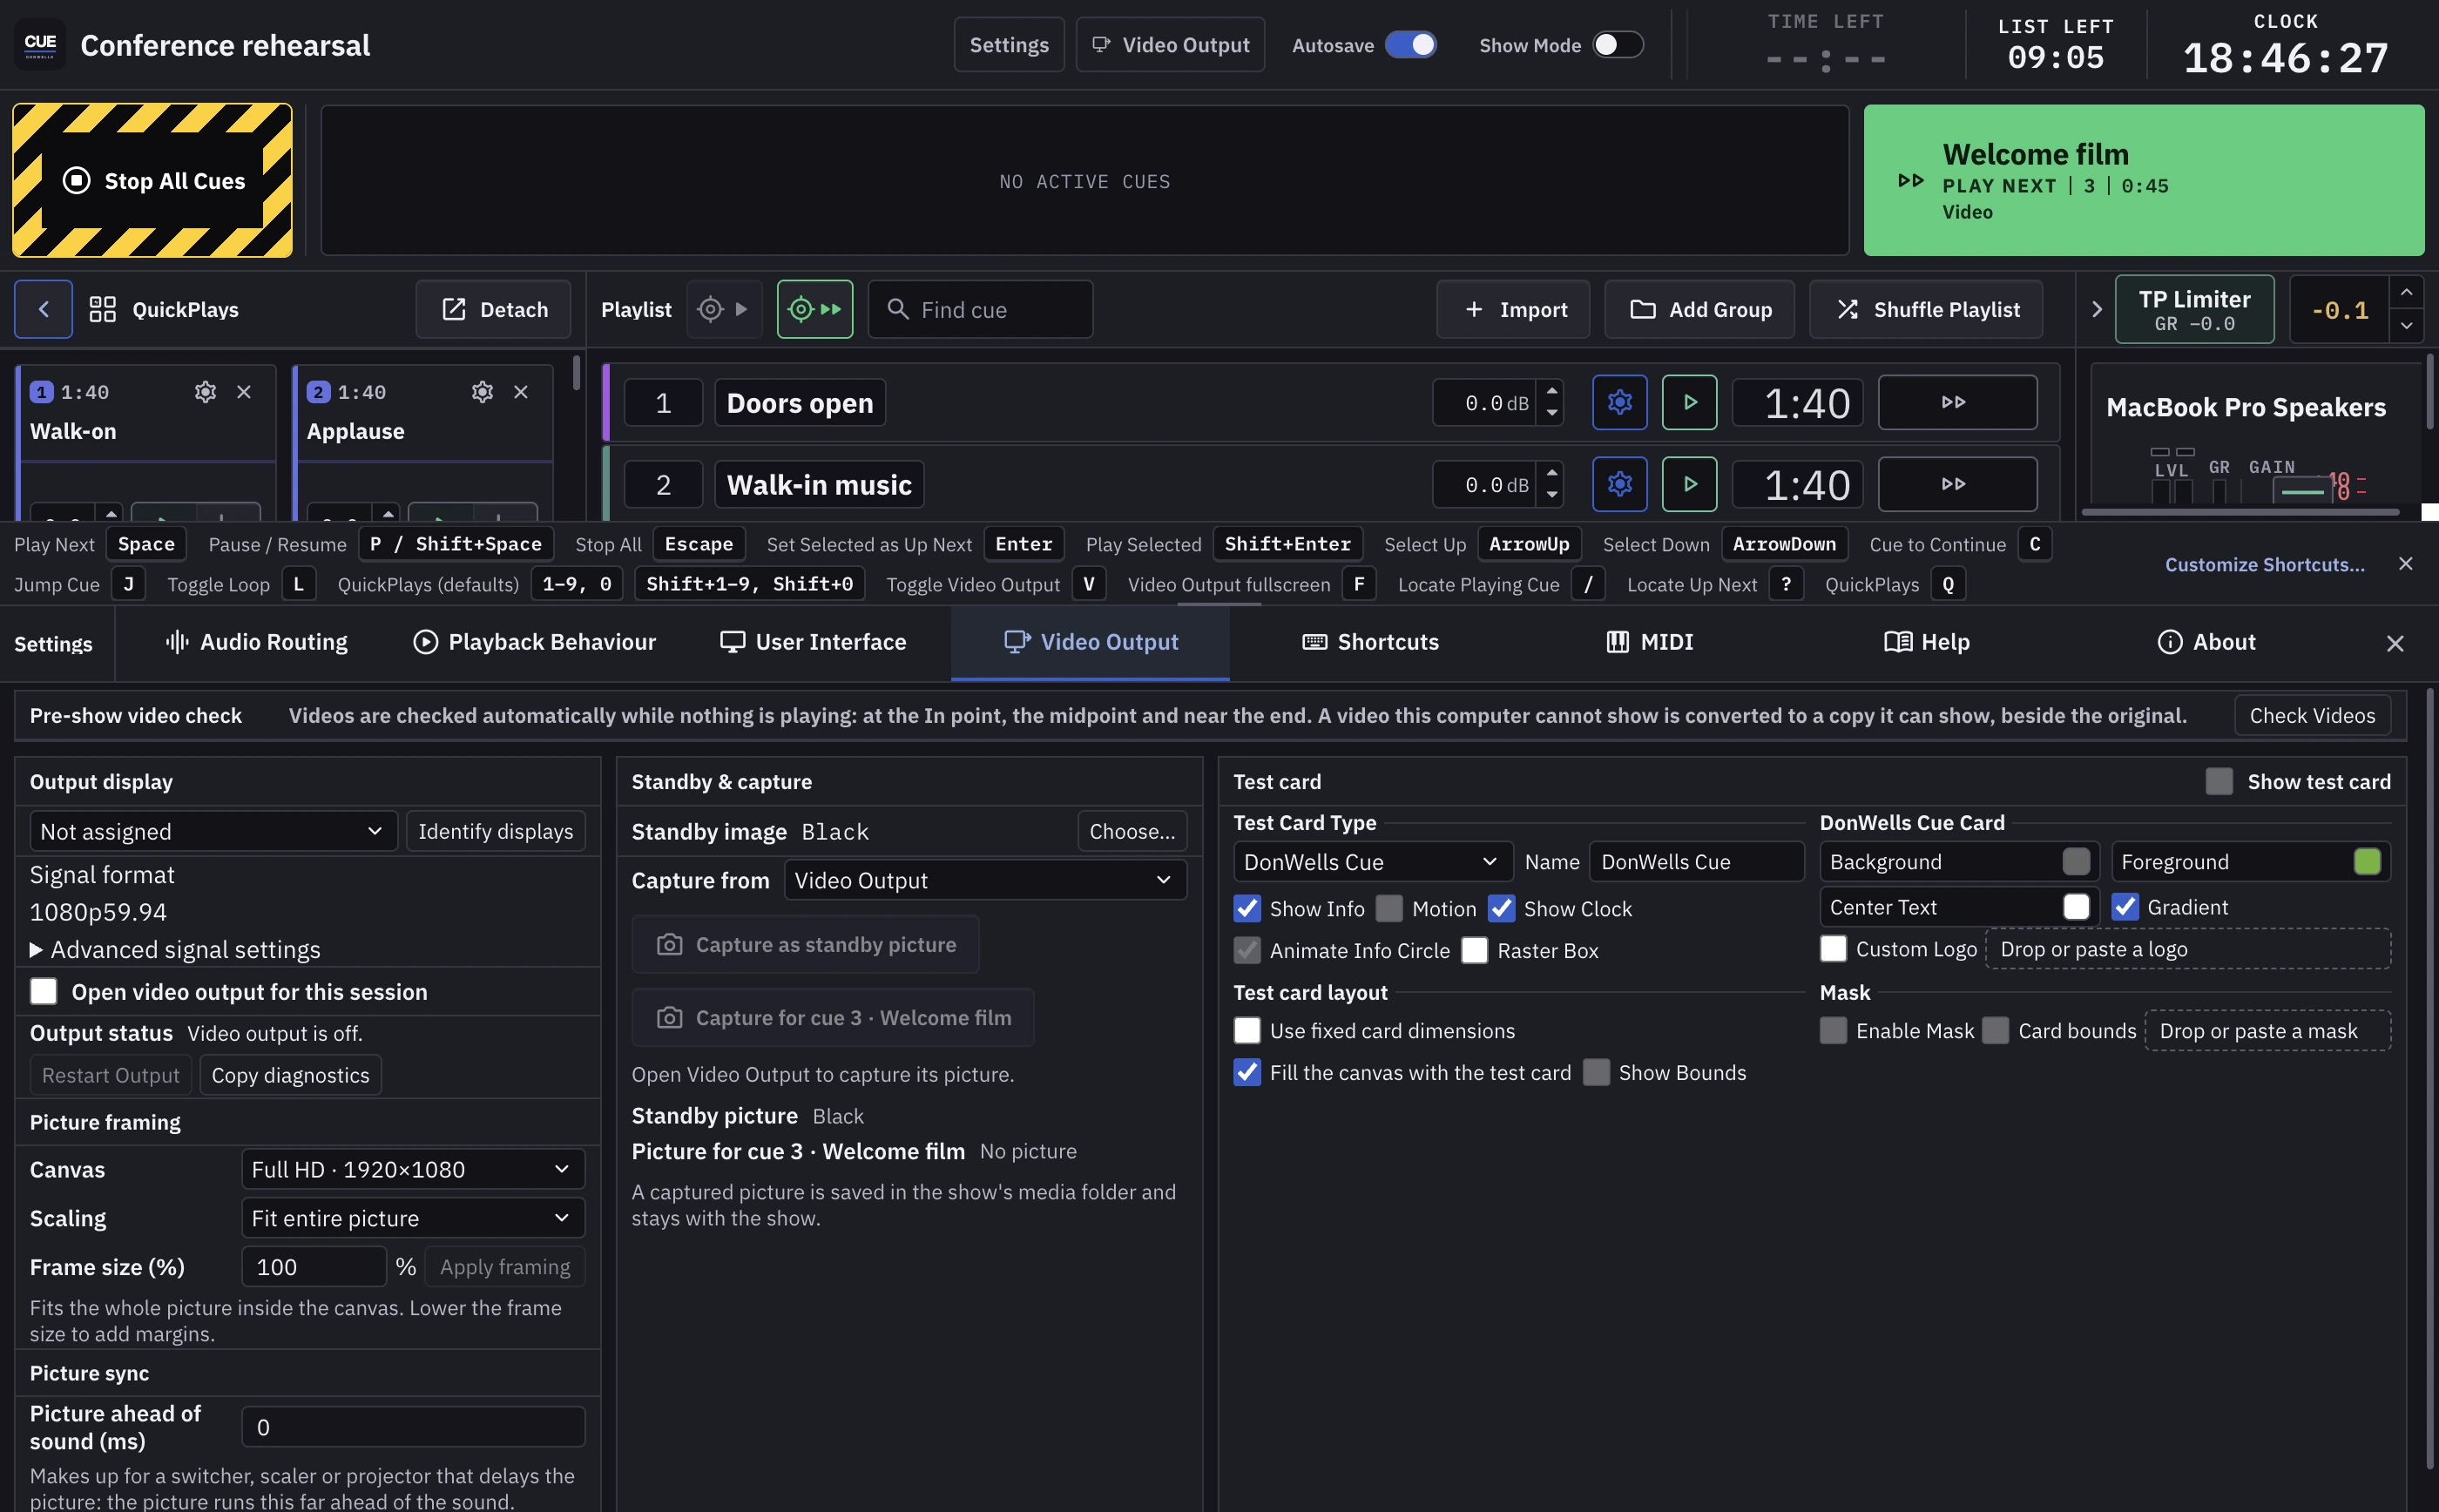 CUE
DONWELLS
Conference rehearsal
Settings
Video Output
Autosave
Show Mode
TIME LEFT
--:--
LIST LEFT
09:05
CLOCK
18:46:27
Stop All Cues
NO ACTIVE CUES
Welcome film
PLAY NEXT | 3 | 0:45
Video
QuickPlays
Detach
Playlist
Find cue
Import
Add Group
Shuffle Playlist
TP Limiter
GR -0.0
-0.1
1 1:40
Walk-on
2 1:40
Applause
1 Doors open 0.0 dB 1:40
2 Walk-in music 0.0 dB 1:40
MacBook Pro Speakers
LVL GR GAIN
Play Next Space Pause / Resume P / Shift+Space Stop All Escape Set Selected as Up Next Enter Play Selected Shift+Enter Select Up ArrowUp Select Down ArrowDown Cue to Continue C
Jump Cue J Toggle Loop L QuickPlays (defaults) 1-9, 0 Shift+1-9, Shift+0 Toggle Video Output V Video Output fullscreen F Locate Playing Cue / Locate Up Next ? QuickPlays Q
Customize Shortcuts...
Settings
Audio Routing
Playback Behaviour
User Interface
Video Output
Shortcuts
MIDI
Help
About
Pre-show video check
Videos are checked automatically while nothing is playing: at the In point, the midpoint and near the end. A video this computer cannot show is converted to a copy it can show, beside the original.
Check Videos
Output display
Not assigned
Identify displays
Signal format
1080p59.94
Advanced signal settings
Open video output for this session
Output status Video output is off.
Restart Output
Copy diagnostics
Picture framing
Canvas Full HD · 1920×1080
Scaling Fit entire picture
Frame size (%) 100 % Apply framing
Fits the whole picture inside the canvas. Lower the frame
size to add margins.
Picture sync
Picture ahead of
sound (ms)
0
Makes up for a switcher, scaler or projector that delays the
picture: the picture runs this far ahead of the sound.
Standby & capture
Standby image Black Choose...
Capture from Video Output
Capture as standby picture
Capture for cue 3 · Welcome film
Open Video Output to capture its picture.
Standby picture Black
Picture for cue 3 · Welcome film No picture
A captured picture is saved in the show's media folder and
stays with the show.
Test card
Show test card
Test Card Type
DonWells Cue Name DonWells Cue
Show Info Motion Show Clock
Animate Info Circle Raster Box
Test card layout
Use fixed card dimensions
Fill the canvas with the test card Show Bounds
DonWells Cue Card
Background Foreground
Center Text Gradient
Custom Logo Drop or paste a logo
Mask
Enable Mask Card bounds Drop or paste a mask